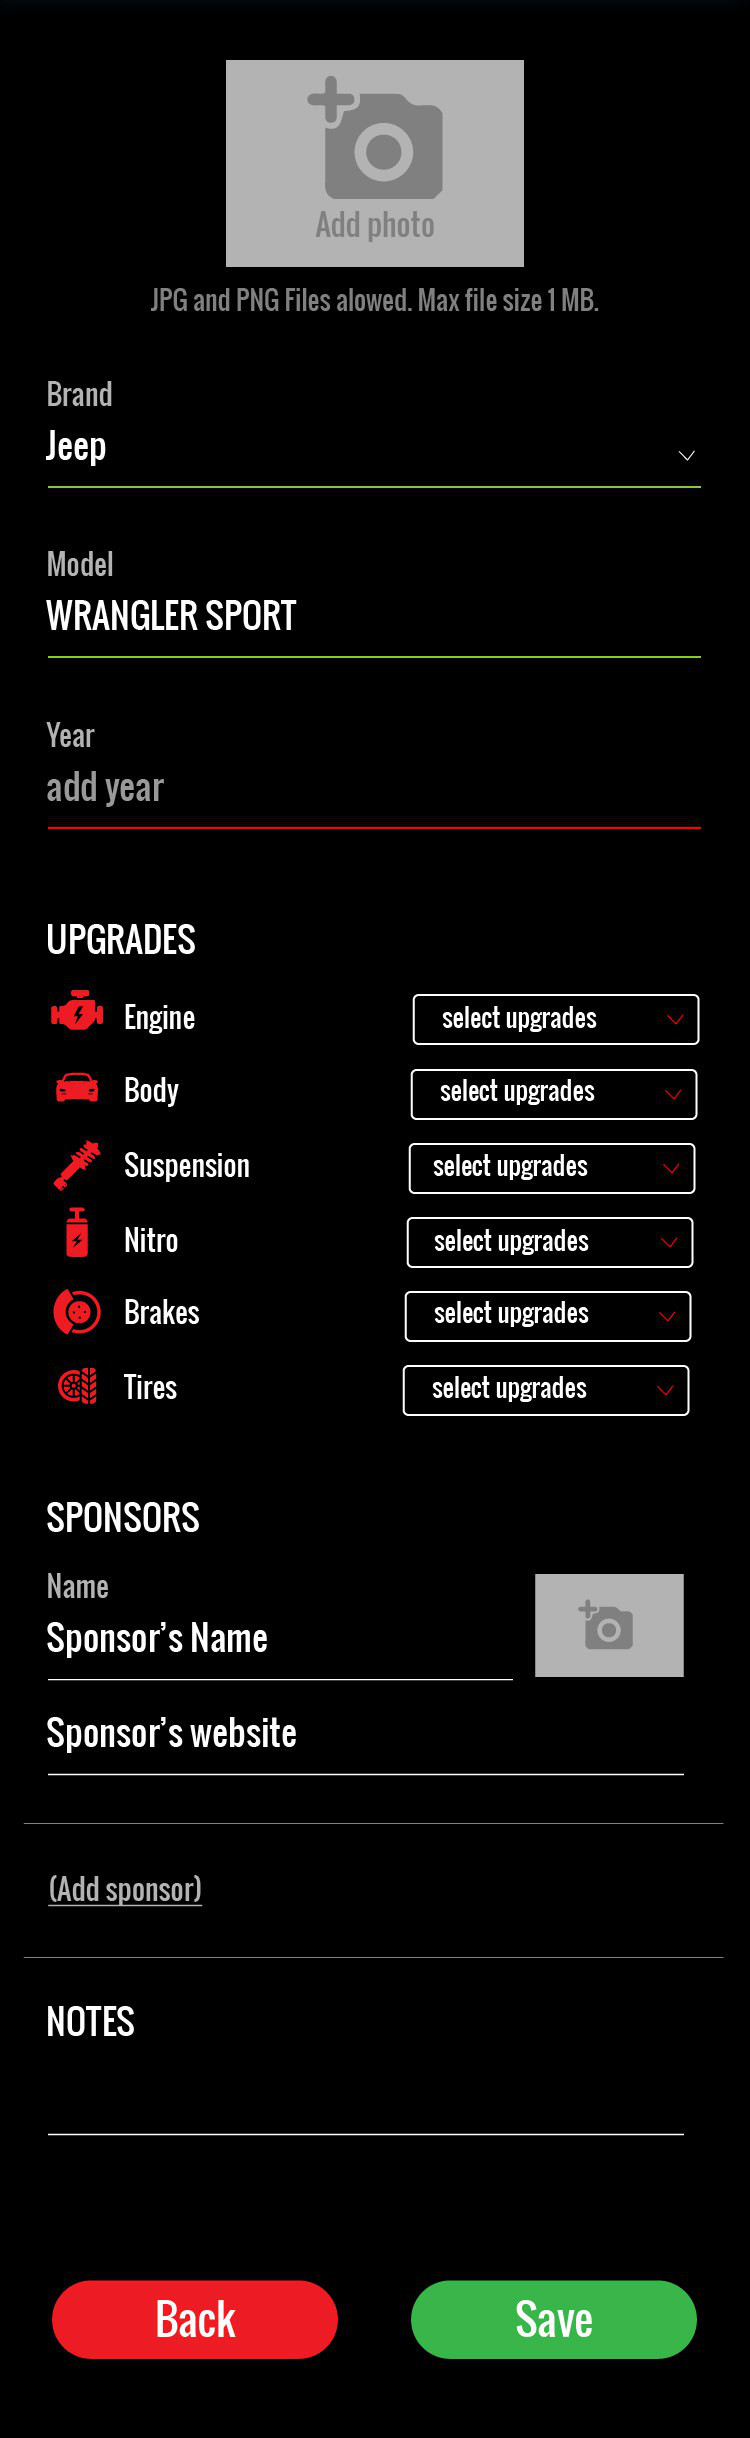 Add photo
JPG and PNG Files alowed. Max file size 1 MB.
Brand
Jeep
Model
WRANGLER SPORT
Year
add year
UPGRADES
Engine select upgrades
Body select upgrades
Suspension select upgrades
Nitro select upgrades
Brakes select upgrades
Tires select upgrades
SPONSORS
Name
Sponsor’s Name
Sponsor’s website
(Add sponsor)
NOTES
Back Save